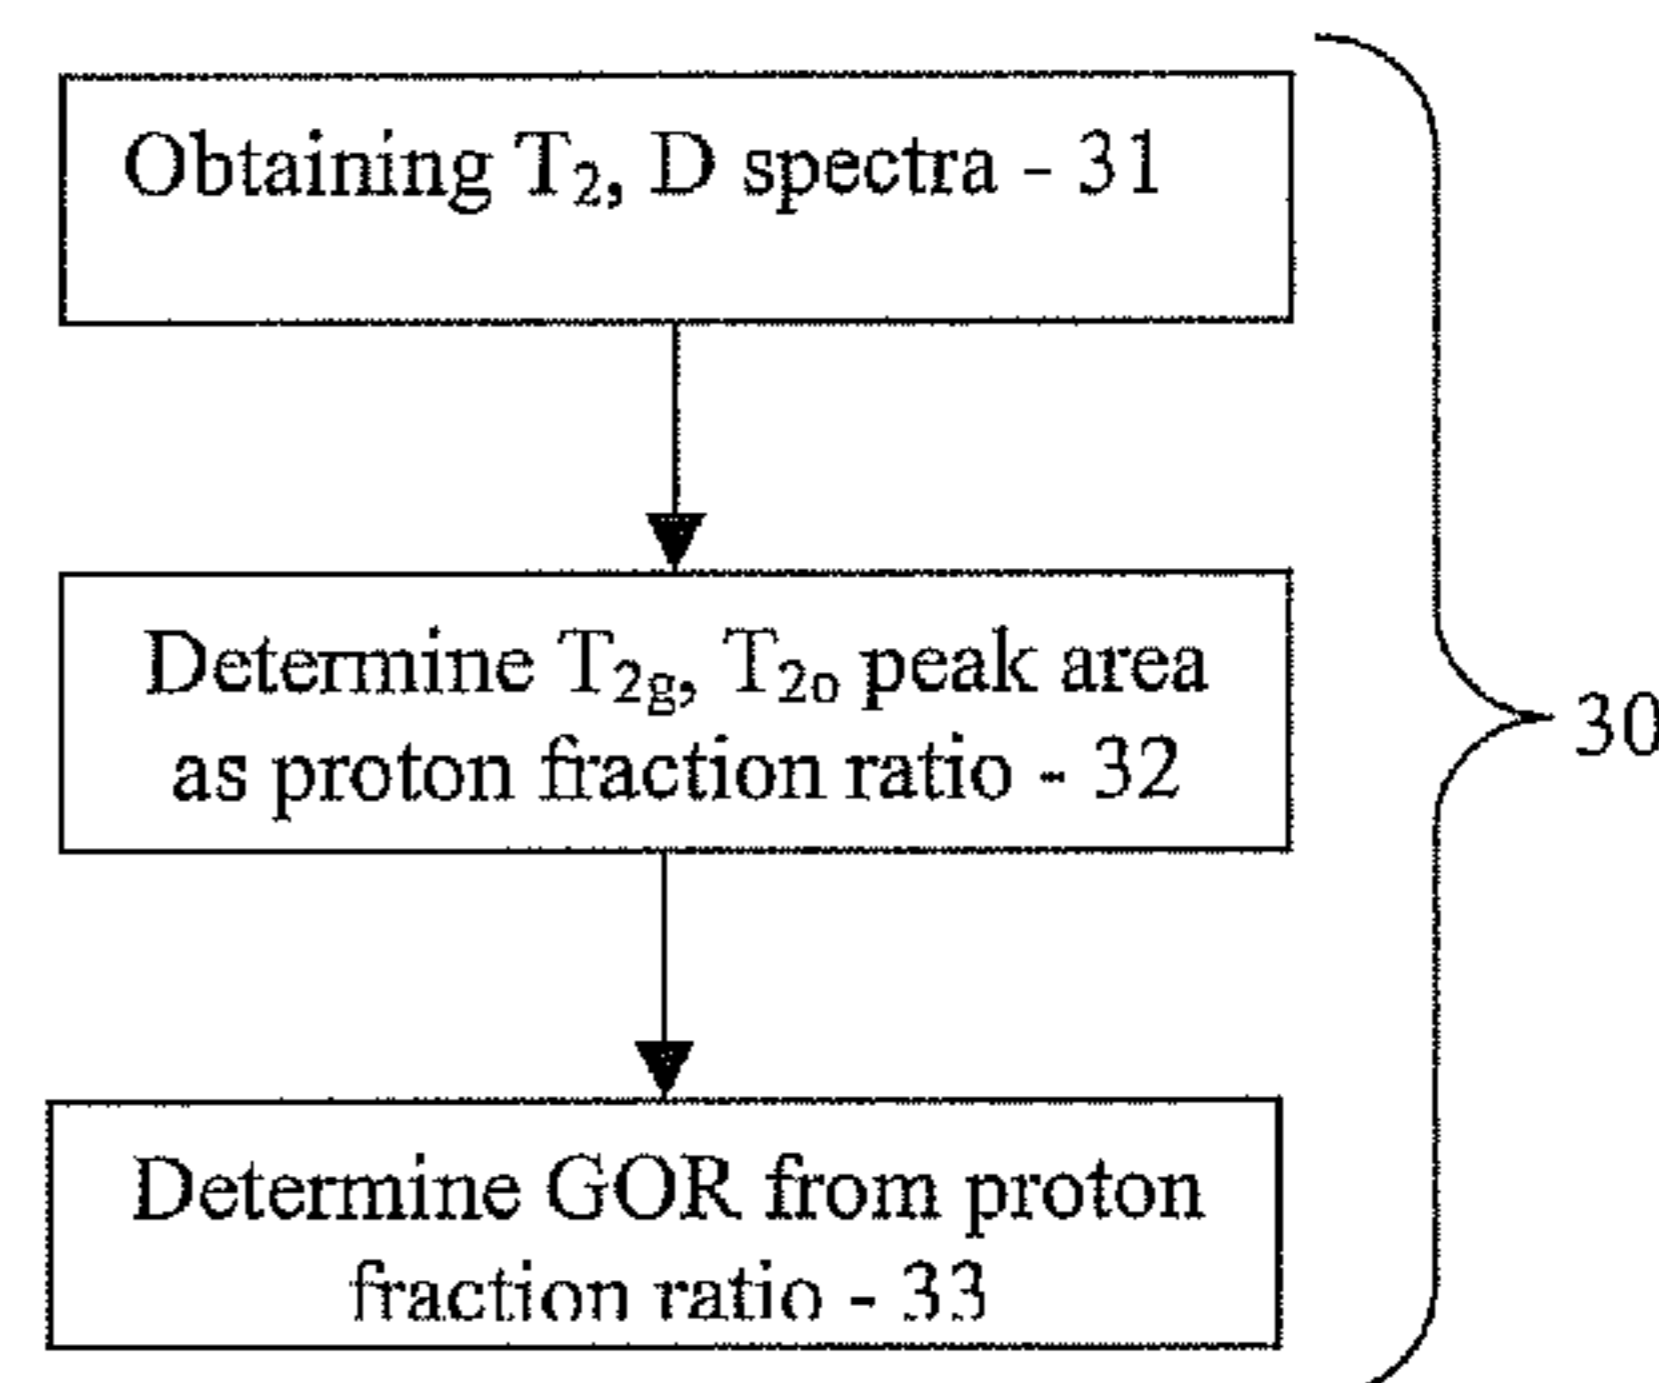 Obtaining T₂, D spectra - 31
Determine T₂g, T₂o peak area
as proton fraction ratio - 32
30
Determine GOR from proton
fraction ratio - 33